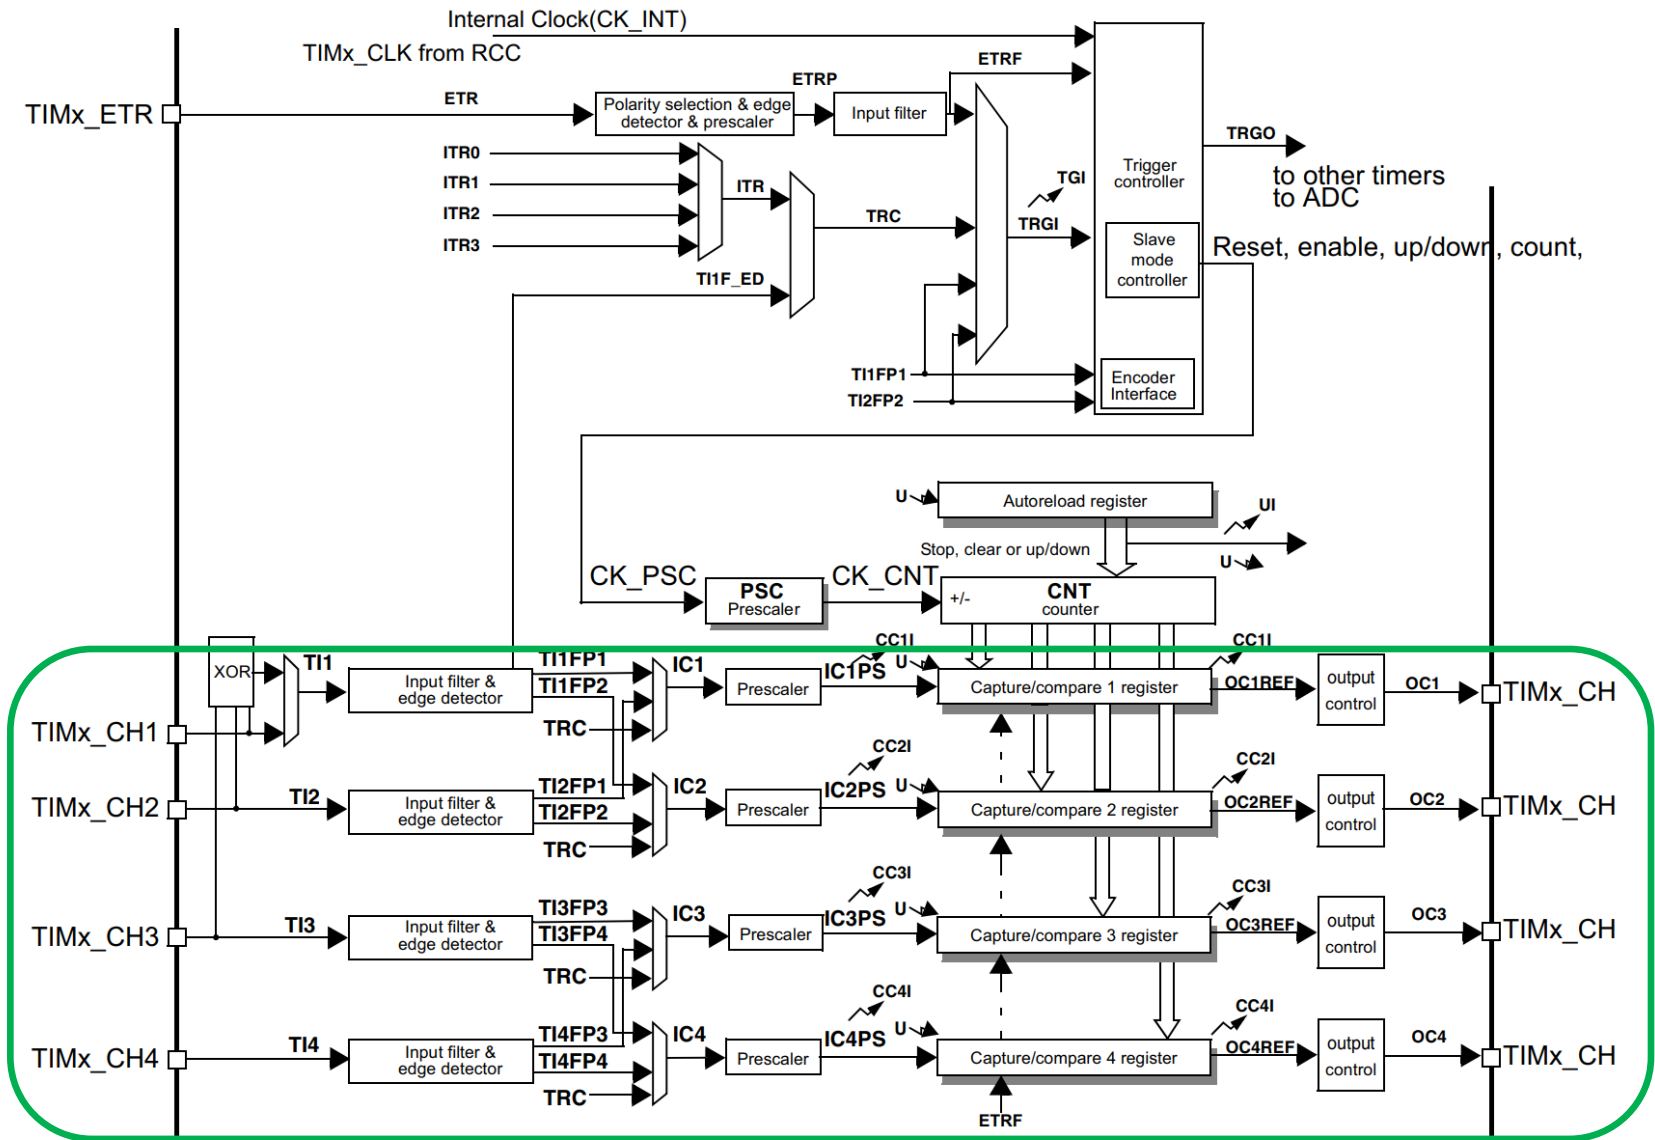 Internal Clock(CK_INT)
TIMx_CLK from RCC
ETRF
ETRP
ETR
TIMx_ETR
Polarity selection & edge
detector & prescaler
Input filter
TRGO
to other timers
to ADC
ITR0
ITR1
ITR2
ITR3
ITR
TRC
TGI
TRGI
Trigger
controller
Slave
mode
controller
Reset, enable, up/down, count,
TI1F_ED
TI1FP1
TI2FP2
Encoder
Interface
U
Autoreload register
UI
Stop, clear or up/down
U
CK_PSC
PSC
Prescaler
CK_CNT
+/-
CNT
counter
XOR
TI1
TIMx_CH1
Input filter &
edge detector
TI1FP1
TI1FP2
TRC
IC1
Prescaler
CC1I
IC1PS
U
Capture/compare 1 register
CC1I
OC1REF
output
control
OC1
TIMx_CH
TIMx_CH2
TI2
Input filter &
edge detector
TI2FP1
TI2FP2
TRC
IC2
Prescaler
CC2I
IC2PS
U
Capture/compare 2 register
CC2I
OC2REF
output
control
OC2
TIMx_CH
TIMx_CH3
TI3
Input filter &
edge detector
TI3FP3
TI3FP4
TRC
IC3
Prescaler
CC3I
IC3PS
U
Capture/compare 3 register
CC3I
OC3REF
output
control
OC3
TIMx_CH
TIMx_CH4
TI4
Input filter &
edge detector
TI4FP3
TI4FP4
TRC
IC4
Prescaler
CC4I
IC4PS
U
Capture/compare 4 register
CC4I
OC4REF
output
control
OC4
TIMx_CH
ETRF